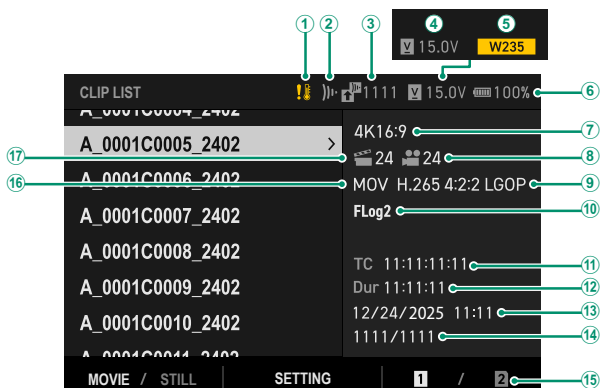 ① ② ③ ④ ⑤
V 15.0V W235
CLIP LIST 1111 V 15.0V 100% ⑥
A_0001C0004_2402
A_0001C0005_2402 >
A_0001C0006_2402
A_0001C0007_2402
A_0001C0008_2402
A_0001C0009_2402
A_0001C0010_2402
A_0001C0011_2402
4K16:9 ⑦
⑰ 24 24 ⑧
⑯ MOV H.265 4:2:2 LGOP ⑨
FLog2 ⑩
TC 11:11:11:11 ⑪
Dur 11:11:11 ⑫
12/24/2025 11:11 ⑬
1111/1111 ⑭
MOVIE / STILL SETTING 1 / 2 ⑮